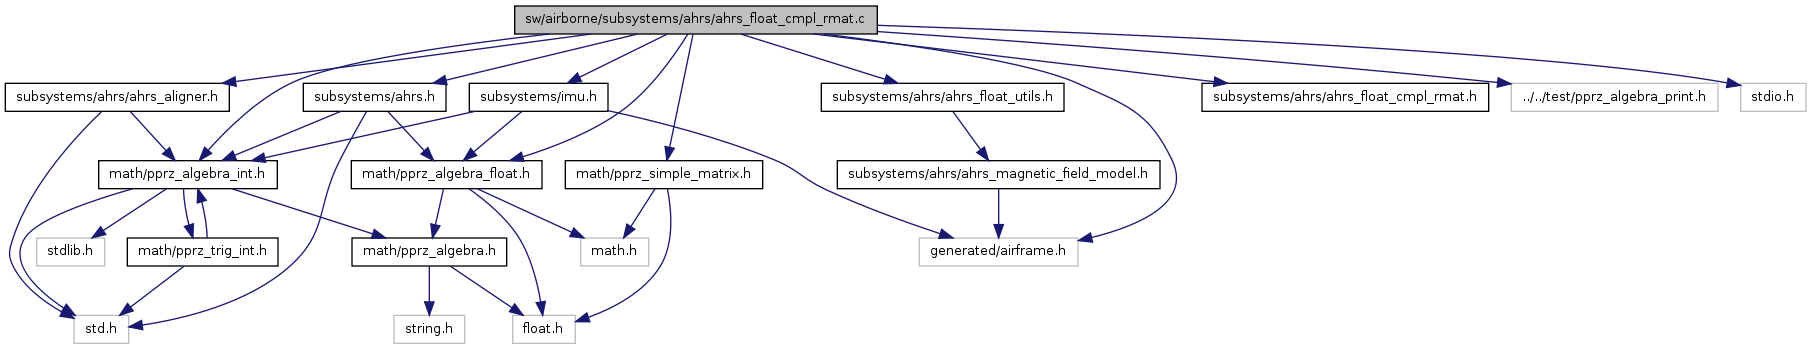 sw/airborne/subsystems/ahrs/ahrs_float_cmpl_rmat.c
subsystems/ahrs/ahrs_aligner.h
subsystems/ahrs.h
subsystems/imu.h
subsystems/ahrs/ahrs_float_utils.h
subsystems/ahrs/ahrs_float_cmpl_rmat.h
../../test/pprz_algebra_print.h
stdio.h
math/pprz_algebra_int.h
math/pprz_algebra_float.h
math/pprz_simple_matrix.h
subsystems/ahrs/ahrs_magnetic_field_model.h
stdlib.h
math/pprz_trig_int.h
math/pprz_algebra.h
math.h
generated/airframe.h
std.h
string.h
float.h